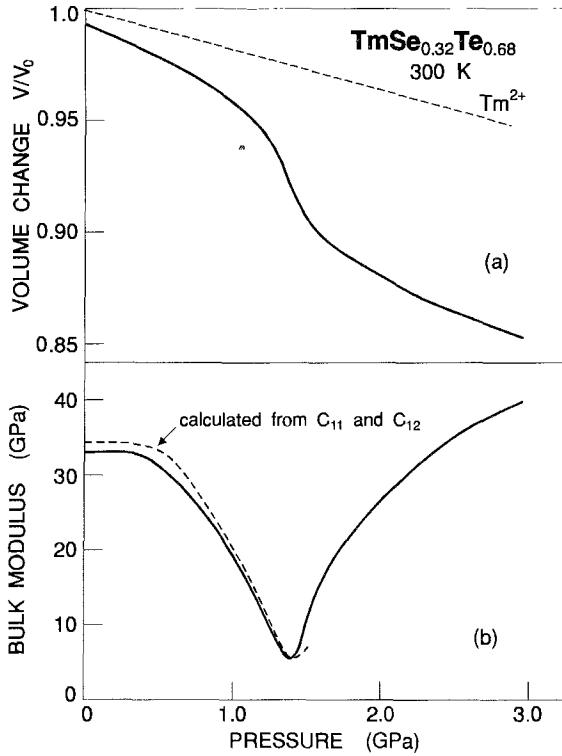 (a)
TmSe₀.₃₂Te₀.₆₈
300 K
Tm²⁺
VOLUME CHANGE V/V₀
1.00
0.95
0.90
0.85
(b)
calculated from C₁₁ and C₁₂
BULK MODULUS (GPa)
40
30
20
10
0
0
1.0
2.0
3.0
PRESSURE (GPa)